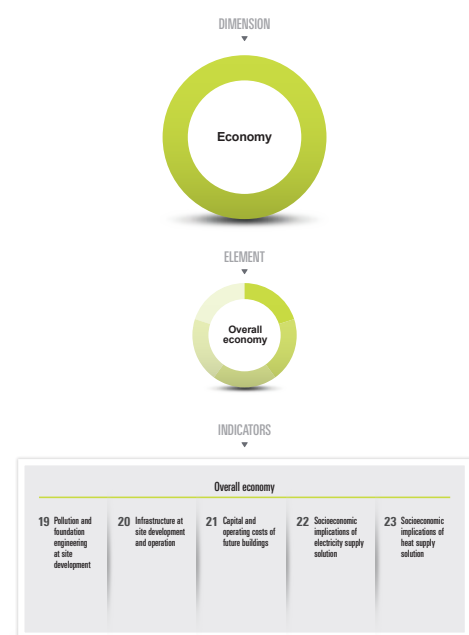 DIMENSION
Economy
ELEMENT
Overall
economy
INDICATORS
Overall economy
19 Pollution and
foundation
engineering
at site
development
20 Infrastructure at
site development
and operation
21 Capital and
operating costs of
future buildings
22 Socioeconomic
implications of
electricity supply
solution
23 Socioeconomic
implications of
heat supply
solution